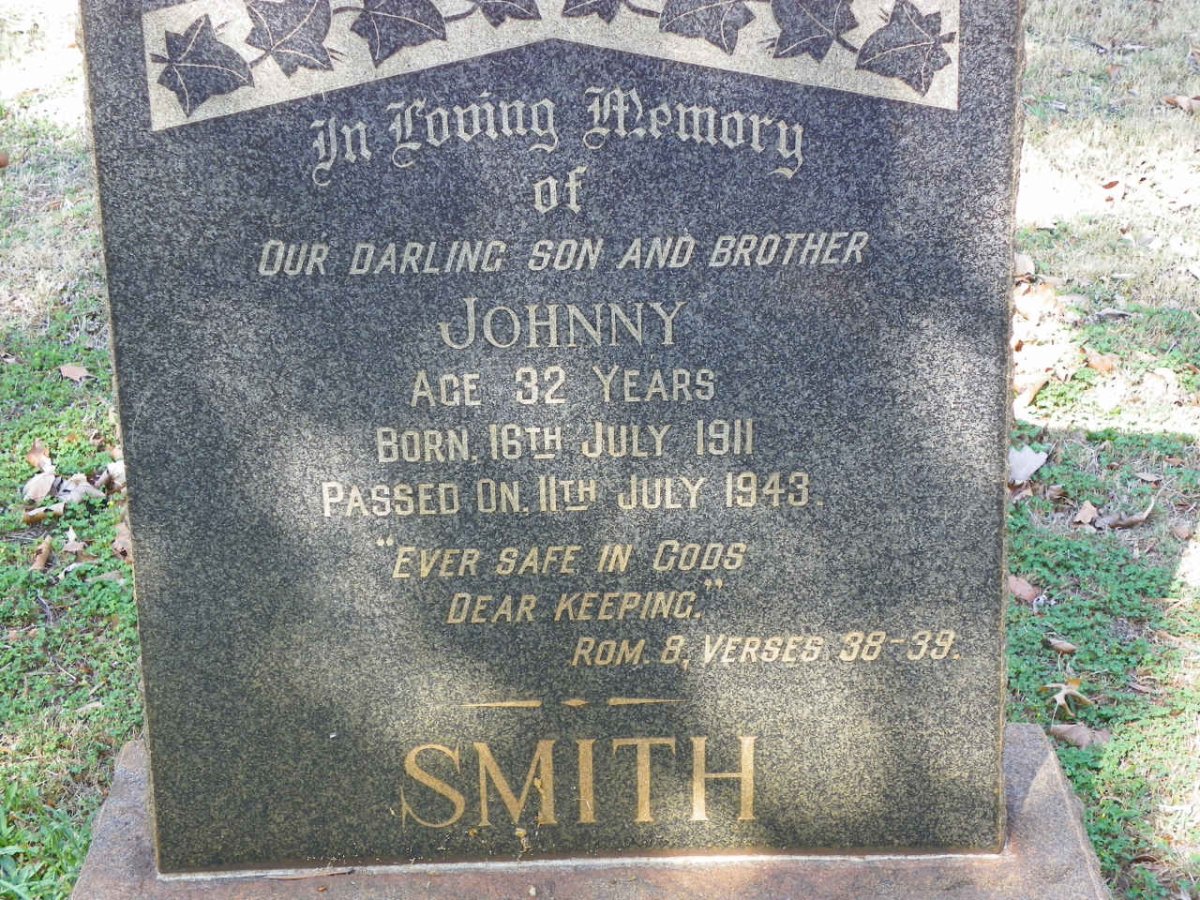 In Loving Memory
of
OUR DARLING SON AND BROTHER
JOHNNY
AGE 32 YEARS
BORN, 16TH JULY 1911
PASSED ON, 11TH JULY 1943.
"EVER SAFE IN GODS
DEAR KEEPING."
ROM. 8, VERSES 38-39.
SMITH